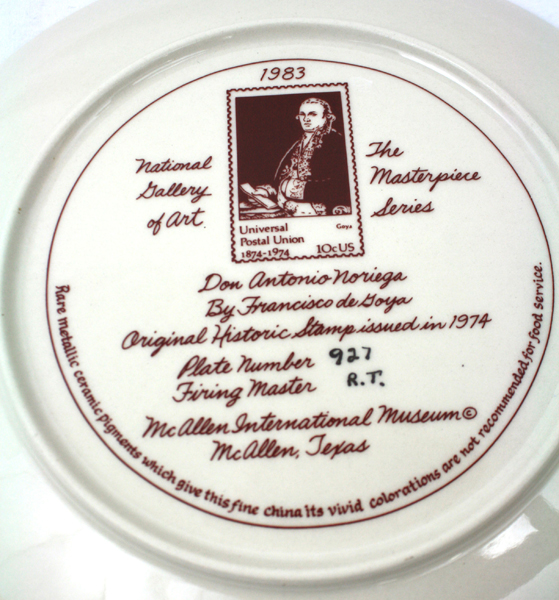 1983
National
Gallery
of Art.
The
Masterpiece
Series
Universal
Postal Union
1874-1974
Goya
10cUS
Don Antonio Noriega
By Francisco de Goya
Original Historic Stamp issued in 1974
Plate Number 927
Firing Master R.T.
McAllen International Museum©
McAllen, Texas
Rare metallic ceramic pigments which give this fine china its vivid colorations are not recommended for food service.